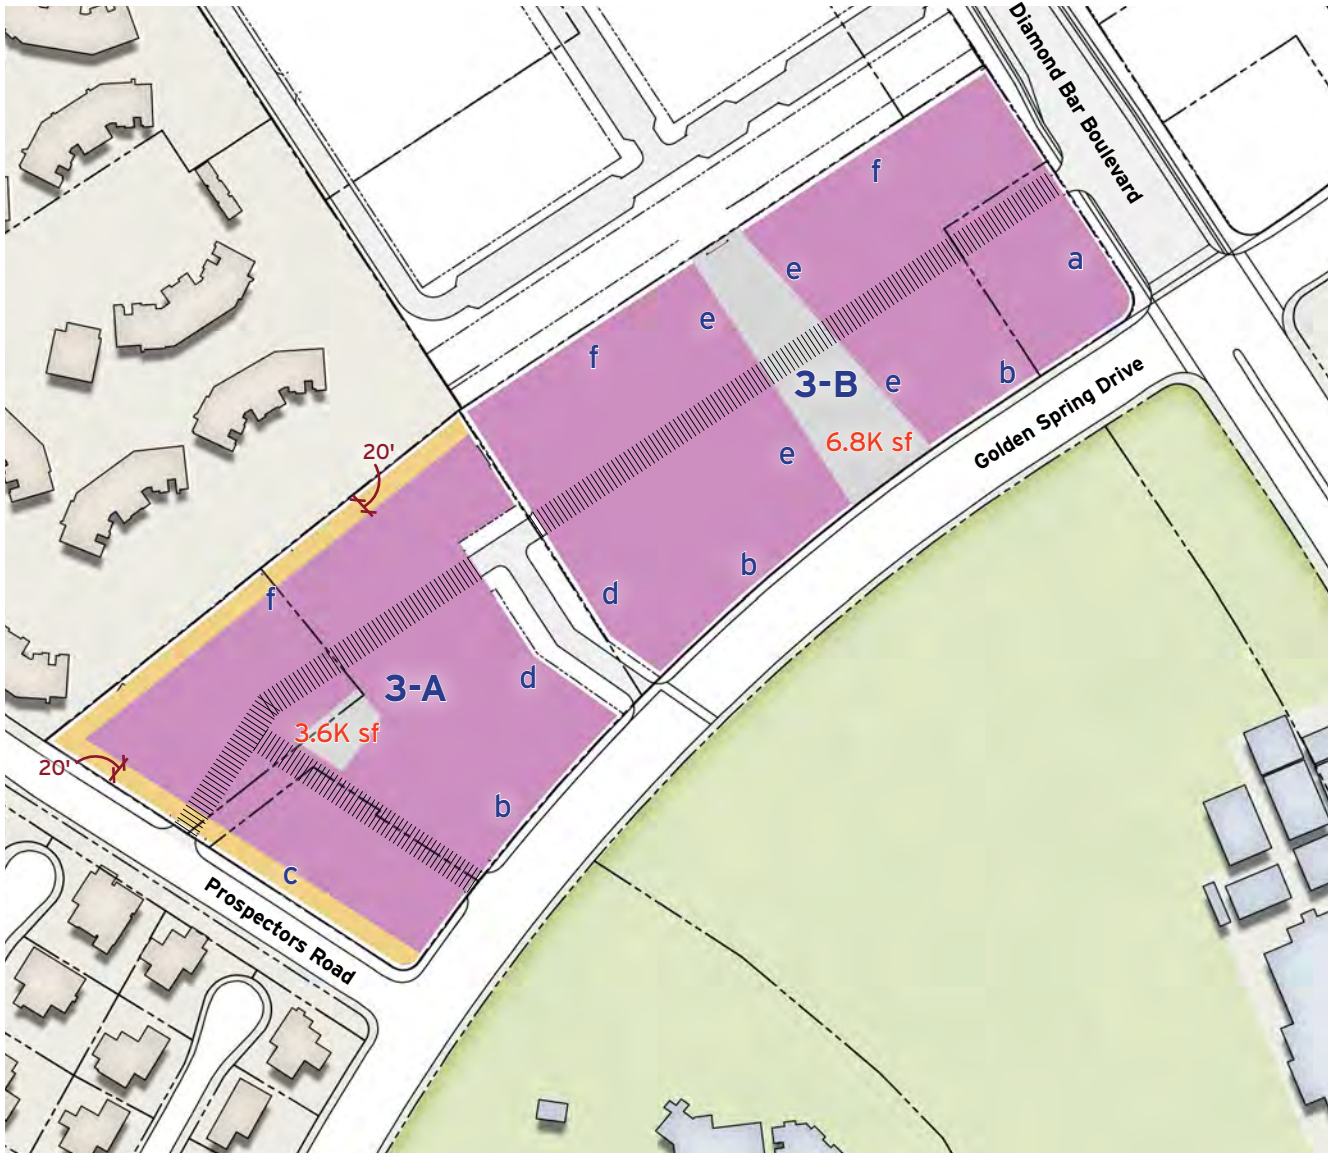 Diamond Bar Boulevard
f
a
e
e
f
3-B
e
b
Golden Spring Drive
6.8K sf
20'
e
b
f
d
d
3-A
3.6K sf
20'
b
c
Prospectors Road